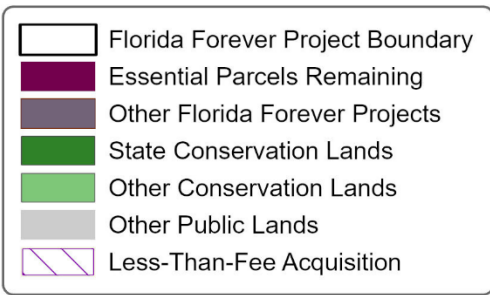 Florida Forever Project Boundary
Essential Parcels Remaining
Other Florida Forever Projects
State Conservation Lands
Other Conservation Lands
Other Public Lands
Less-Than-Fee Acquisition